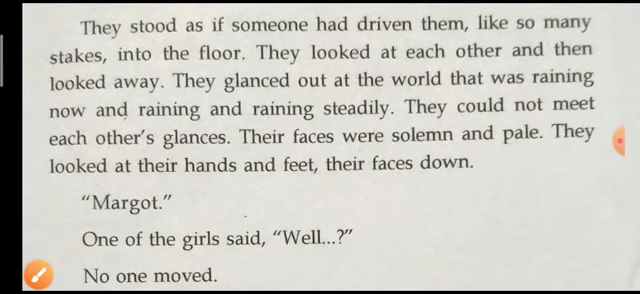 They stood as if someone had driven them, like so many
stakes, into the floor. They looked at each other and then
looked away. They glanced out at the world that was raining
now and raining and raining steadily. They could not meet
each other's glances. Their faces were solemn and pale. They
looked at their hands and feet, their faces down.
“Margot.”
One of the girls said, “Well...?”
No one moved.